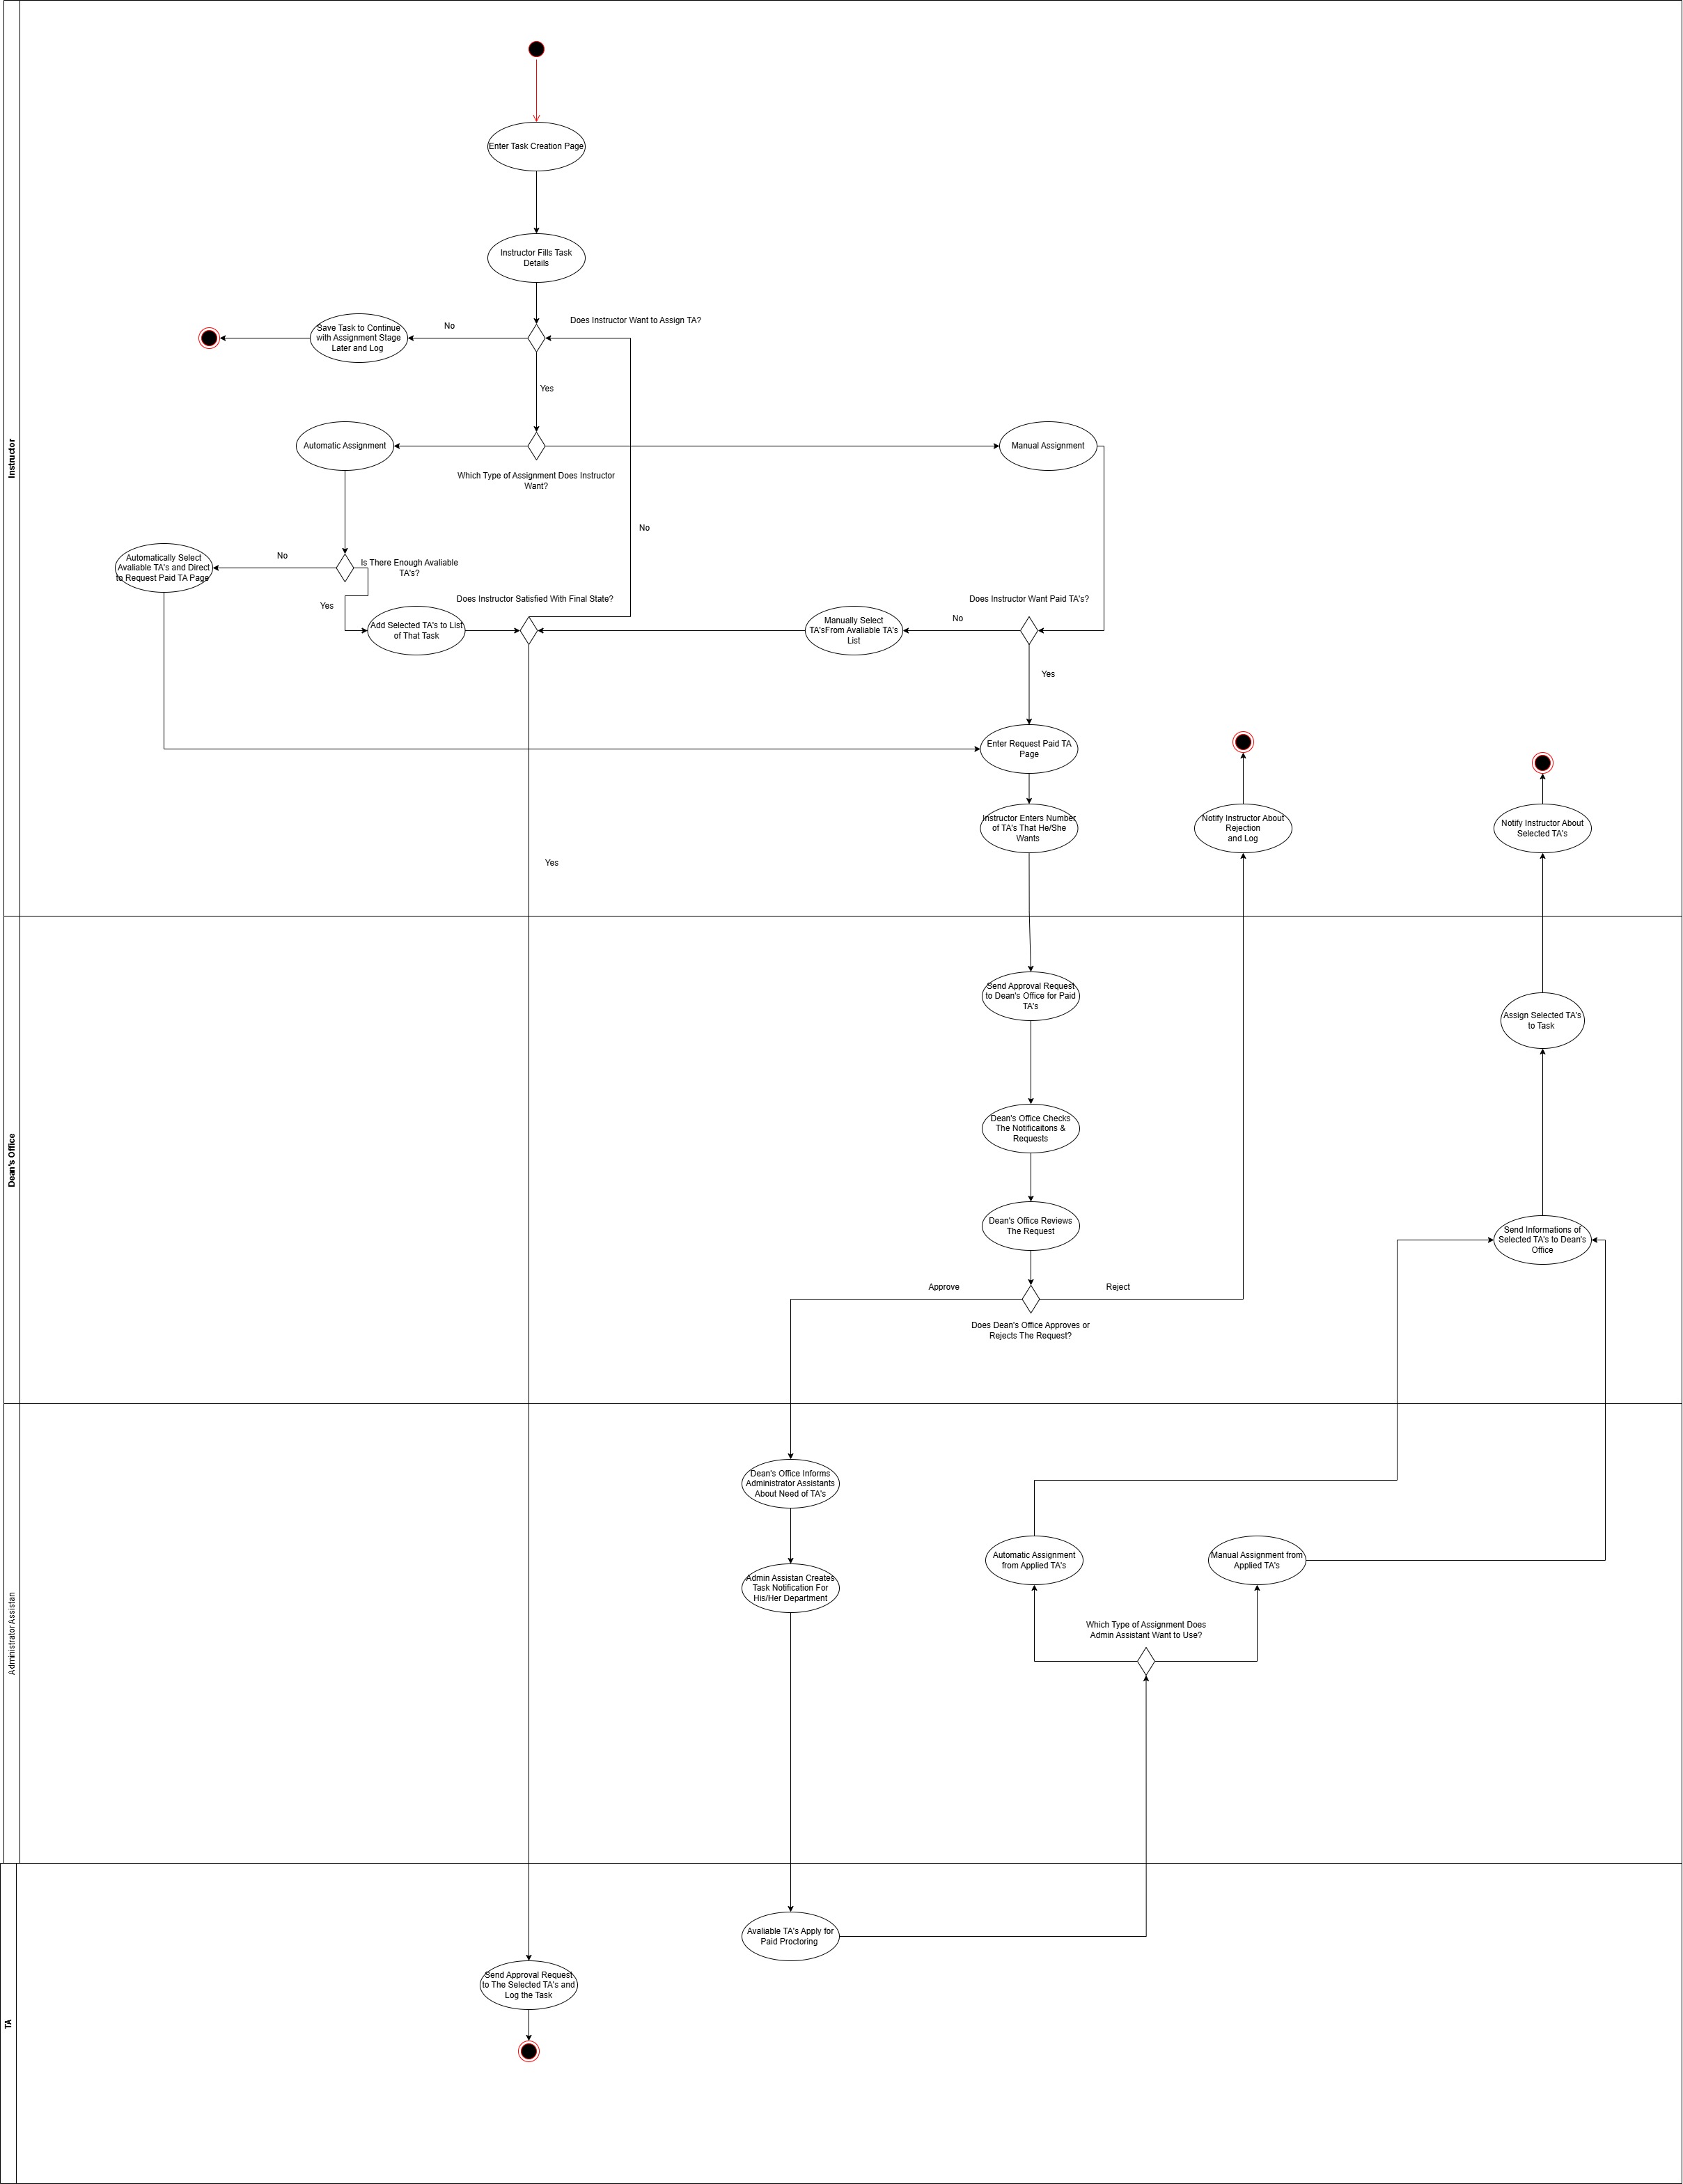 Instructor
Enter Task Creation Page
Instructor Fills Task
Details
Does Instructor Want to Assign TA?
No
Save Task to Continue
with Assignment Stage
Later and Log
Yes
Automatic Assignment
Manual Assignment
Which Type of Assignment Does Instructor
Want?
No
No
Is There Enough Avaliable
TA's?
Automatically Select
Avaliable TA's and Direct
to Request Paid TA Page
Yes
Does Instructor Satisfied With Final State?
Does Instructor Want Paid TA's?
Add Selected TA's to List
of That Task
Manually Select
TA'sFrom Avaliable TA's
List
No
Yes
Enter Request Paid TA
Page
Instructor Enters Number
of TA's That He/She
Wants
Notify Instructor About
Rejection
and Log
Notify Instructor About
Selected TA's
Yes
Dean's Office
Send Approval Request
to Dean's Office for Paid
TA's
Assign Selected TA's
to Task
Dean's Office Checks
The Notificaitons &
Requests
Dean's Office Reviews
The Request
Send Informations of
Selected TA's to Dean's
Office
Approve
Reject
Does Dean's Office Approves or
Rejects The Request?
Administrator Assistan
Dean's Office Informs
Administrator Assistants
About Need of TA's
Automatic Assignment
from Applied TA's
Manual Assignment from
Applied TA's
Admin Assistan Creates
Task Notification For
His/Her Department
Which Type of Assignment Does
Admin Assistant Want to Use?
TA
Avaliable TA's Apply for
Paid Proctoring
Send Approval Request
to The Selected TA's and
Log the Task